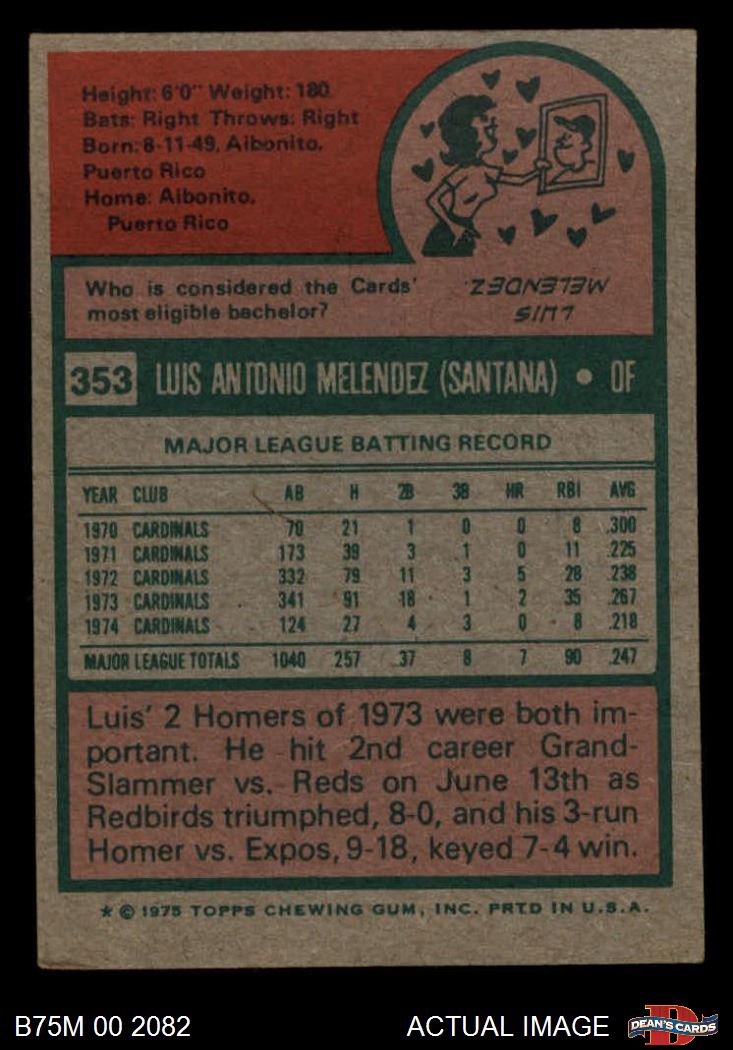 Height: 6'0" Weight: 180
Bats: Right Throws: Right
Born: 8-11-49, Aibonito,
Puerto Rico
Home: Aibonito,
Puerto Rico
Who is considered the Cards'
most eligible bachelor?
LUIS
MELENDEZ.
353 LUIS ANTONIO MELENDEZ (SANTANA) • OF
MAJOR LEAGUE BATTING RECORD
YEAR CLUB AB H 2B 3B HR RBI AVG
1970 CARDINALS 70 21 1 0 0 8 .300
1971 CARDINALS 173 39 3 1 0 11 .225
1972 CARDINALS 332 79 11 3 5 28 .238
1973 CARDINALS 341 91 18 1 2 35 .267
1974 CARDINALS 124 27 4 3 0 8 .218
MAJOR LEAGUE TOTALS 1040 257 37 8 7 90 .247
Luis' 2 Homers of 1973 were both im-
portant. He hit 2nd career Grand-
Slammer vs. Reds on June 13th as
Redbirds triumphed, 8-0, and his 3-run
Homer vs. Expos, 9-18, keyed 7-4 win.
* © 1975 TOPPS CHEWING GUM, INC. PRTD IN U.S.A.
B75M 00 2082 ACTUAL IMAGE D DEAN'S CARDS